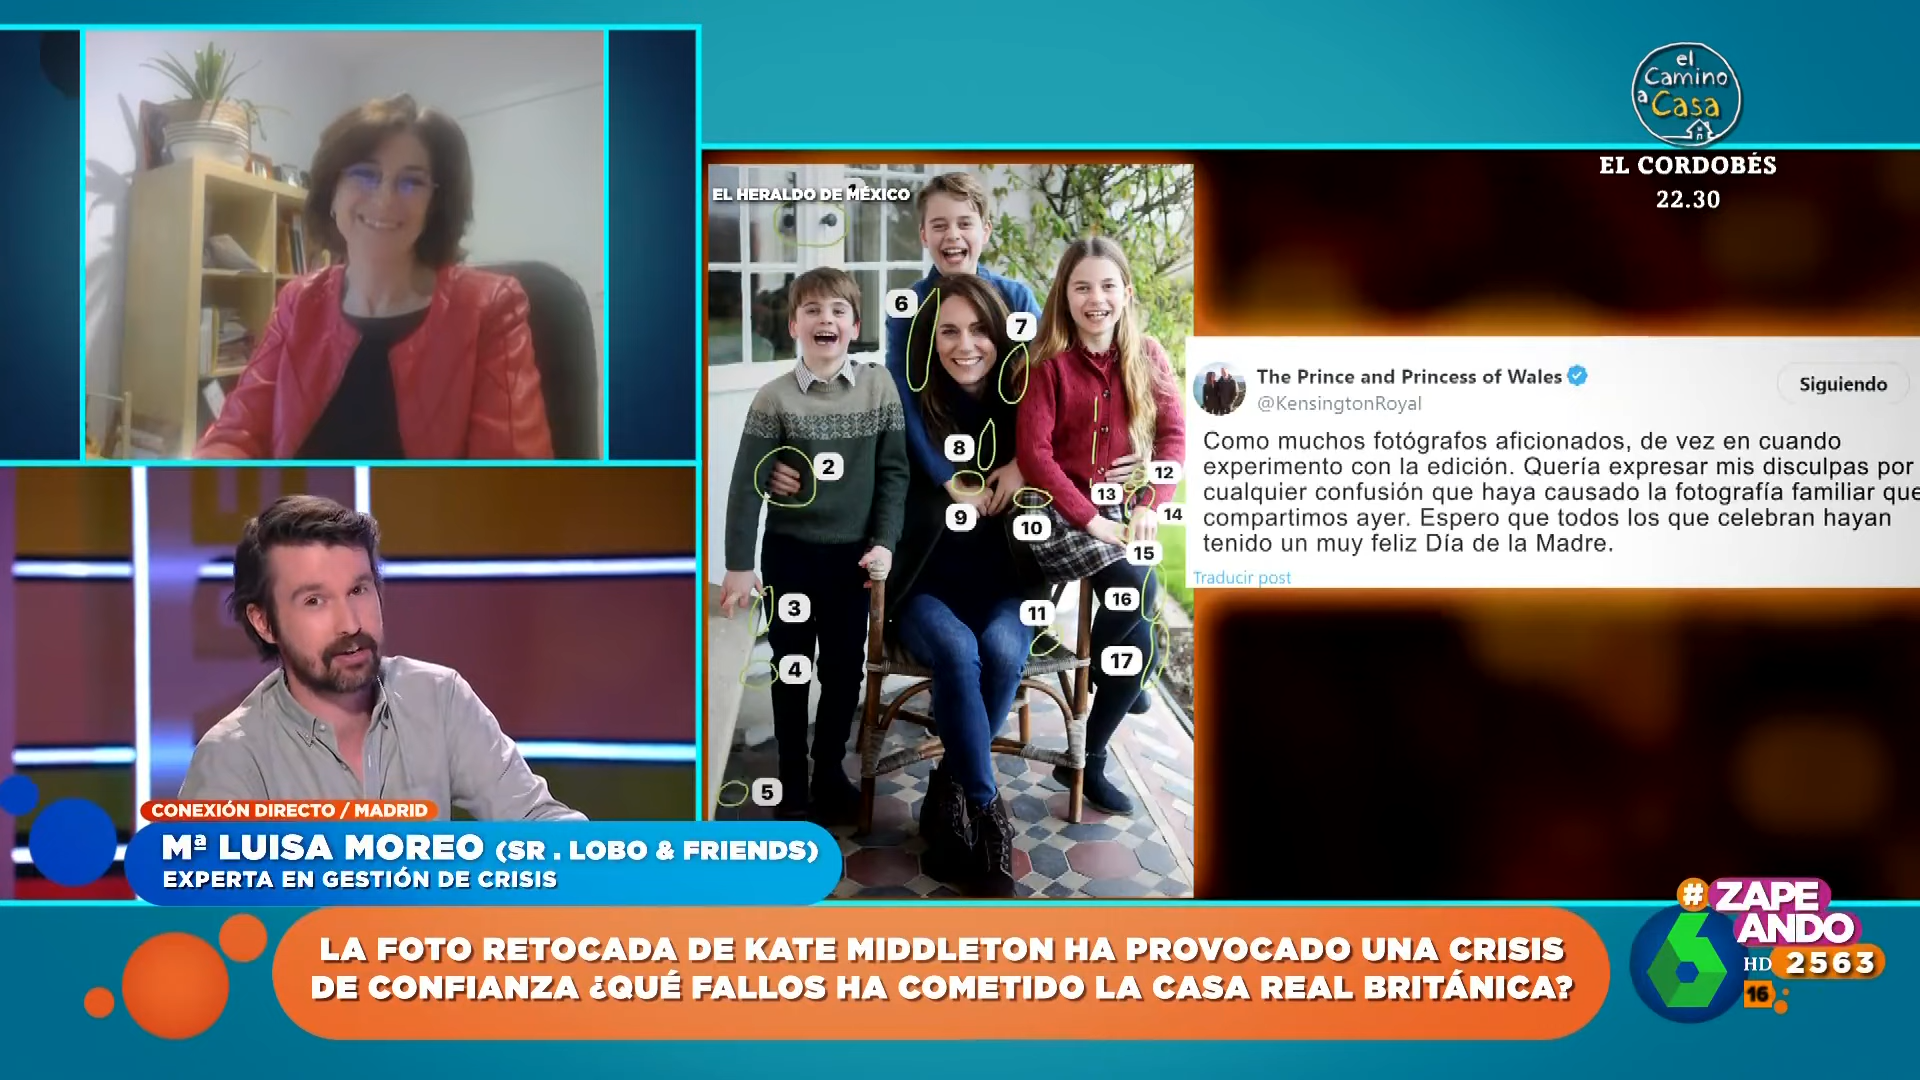 el
Camino
a Casa
EL CORDOBÉS
22.30
EL HERALDO DE MÉXICO
6
7
2
8
9
10
12
13
14
15
3
11
16
4
17
5
The Prince and Princess of Wales
Siguiendo
@KensingtonRoyal
Como muchos fotógrafos aficionados, de vez en cuando
experimento con la edición. Quería expresar mis disculpas por
cualquier confusión que haya causado la fotografía familiar que
compartimos ayer. Espero que todos los que celebran hayan
tenido un muy feliz Día de la Madre.
Traducir post
CONEXIÓN DIRECTO / MADRID
Mª LUISA MOREO (SR . LOBO & FRIENDS)
EXPERTA EN GESTIÓN DE CRISIS
LA FOTO RETOCADA DE KATE MIDDLETON HA PROVOCADO UNA CRISIS
DE CONFIANZA ¿QUÉ FALLOS HA COMETIDO LA CASA REAL BRITÁNICA?
# ZAPE
ANDO
6
HD 2563
16